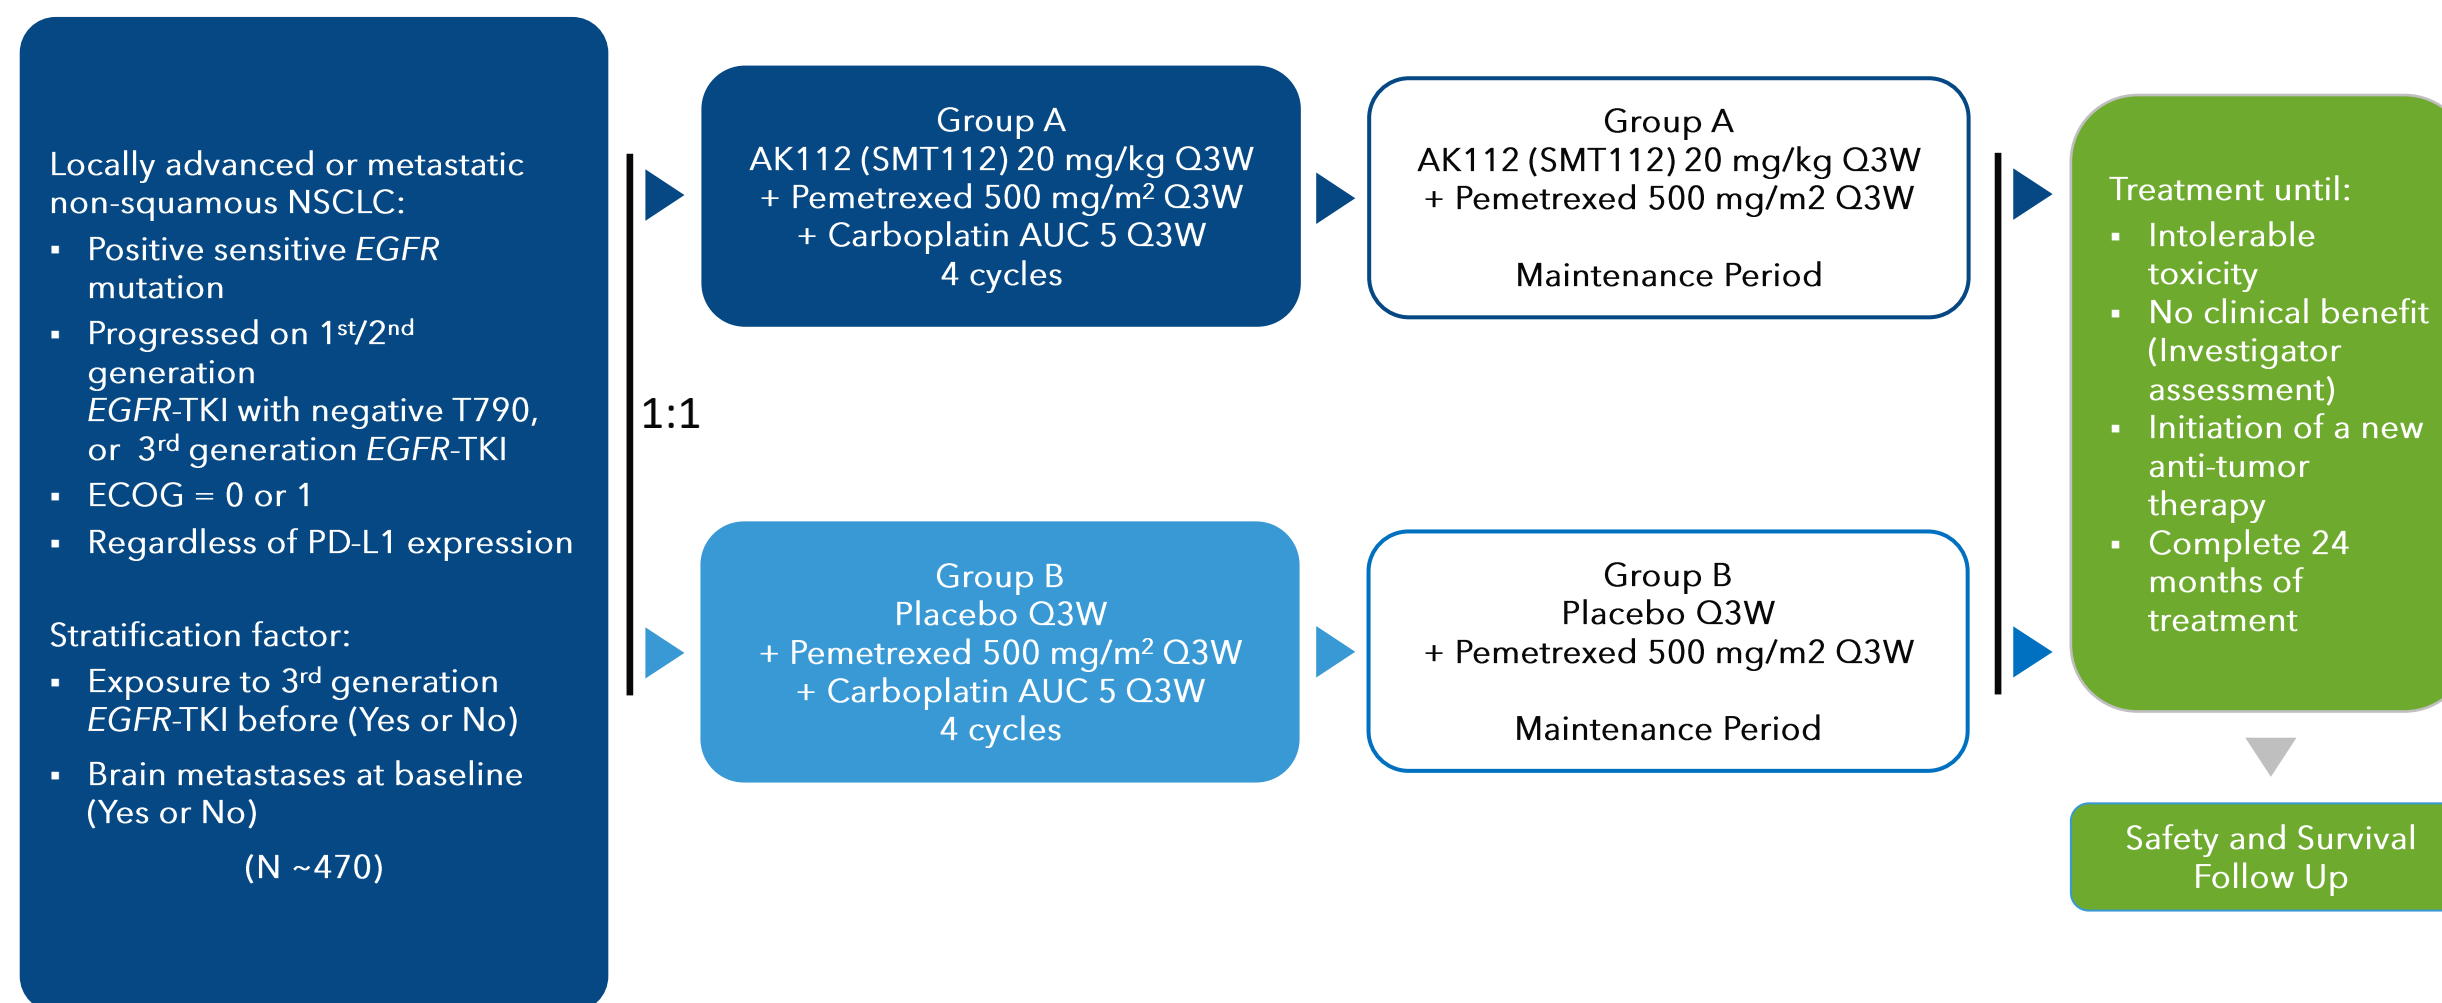 Locally advanced or metastatic
non-squamous NSCLC:
▪ Positive sensitive EGFR
mutation
▪ Progressed on 1st/2nd
generation
EGFR-TKI with negative T790,
or 3rd generation EGFR-TKI
▪ ECOG = 0 or 1
▪ Regardless of PD-L1 expression
Stratification factor:
▪ Exposure to 3rd generation
EGFR-TKI before (Yes or No)
▪ Brain metastases at baseline
(Yes or No)
(N ~470)
1:1
Group A
AK112 (SMT112) 20 mg/kg Q3W
+ Pemetrexed 500 mg/m² Q3W
+ Carboplatin AUC 5 Q3W
4 cycles
Group A
AK112 (SMT112) 20 mg/kg Q3W
+ Pemetrexed 500 mg/m2 Q3W
Maintenance Period
Group B
Placebo Q3W
+ Pemetrexed 500 mg/m² Q3W
+ Carboplatin AUC 5 Q3W
4 cycles
Group B
Placebo Q3W
+ Pemetrexed 500 mg/m2 Q3W
Maintenance Period
Treatment until:
▪ Intolerable
toxicity
▪ No clinical benefit
(Investigator
assessment)
▪ Initiation of a new
anti-tumor
therapy
▪ Complete 24
months of
treatment
Safety and Survival
Follow Up